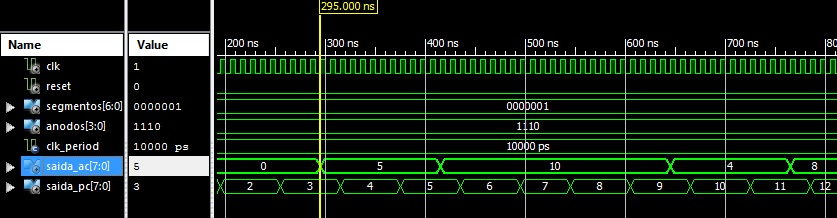 295.000 ns
Name Value 200 ns 300 ns 400 ns 500 ns 600 ns 700 ns 800
clk 1
reset 0
segmentos[6:0] 0000001 0000001
anodos[3:0] 1110 1110
clk_period 10000 ps 10000 ps
saida_ac[7:0] 5 0 5 10 4 8
saida_pc[7:0] 3 2 3 4 5 6 7 8 9 10 11 12